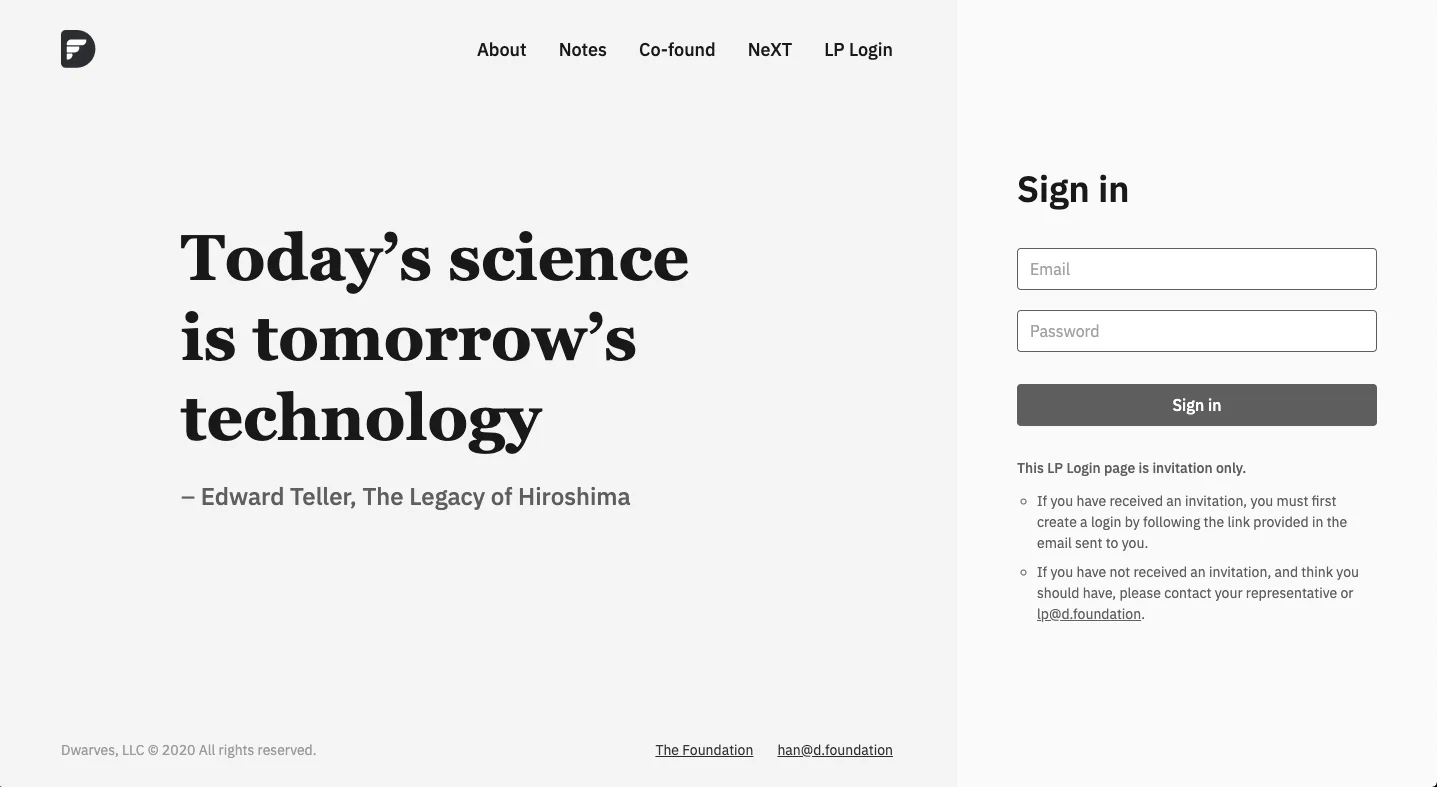 About Notes Co-found NeXT LP Login
Today’s science
is tomorrow’s
technology
– Edward Teller, The Legacy of Hiroshima
Dwarves, LLC © 2020 All rights reserved.
The Foundation han@d.foundation
Sign in
Email
Password
Sign in
This LP Login page is invitation only.
If you have received an invitation, you must first
create a login by following the link provided in the
email sent to you.
If you have not received an invitation, and think you
should have, please contact your representative or
lp@d.foundation.